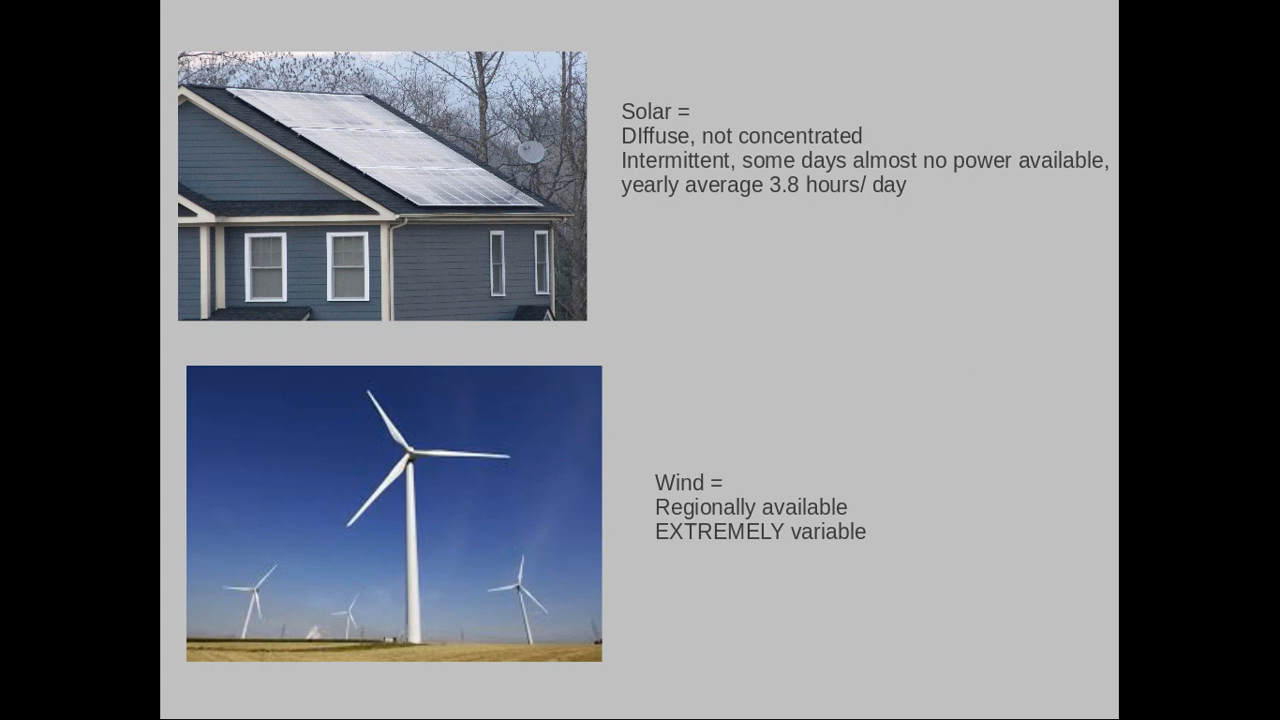 Solar =
DIffuse, not concentrated
Intermittent, some days almost no power available,
yearly average 3.8 hours/ day
Wind =
Regionally available
EXTREMELY variable